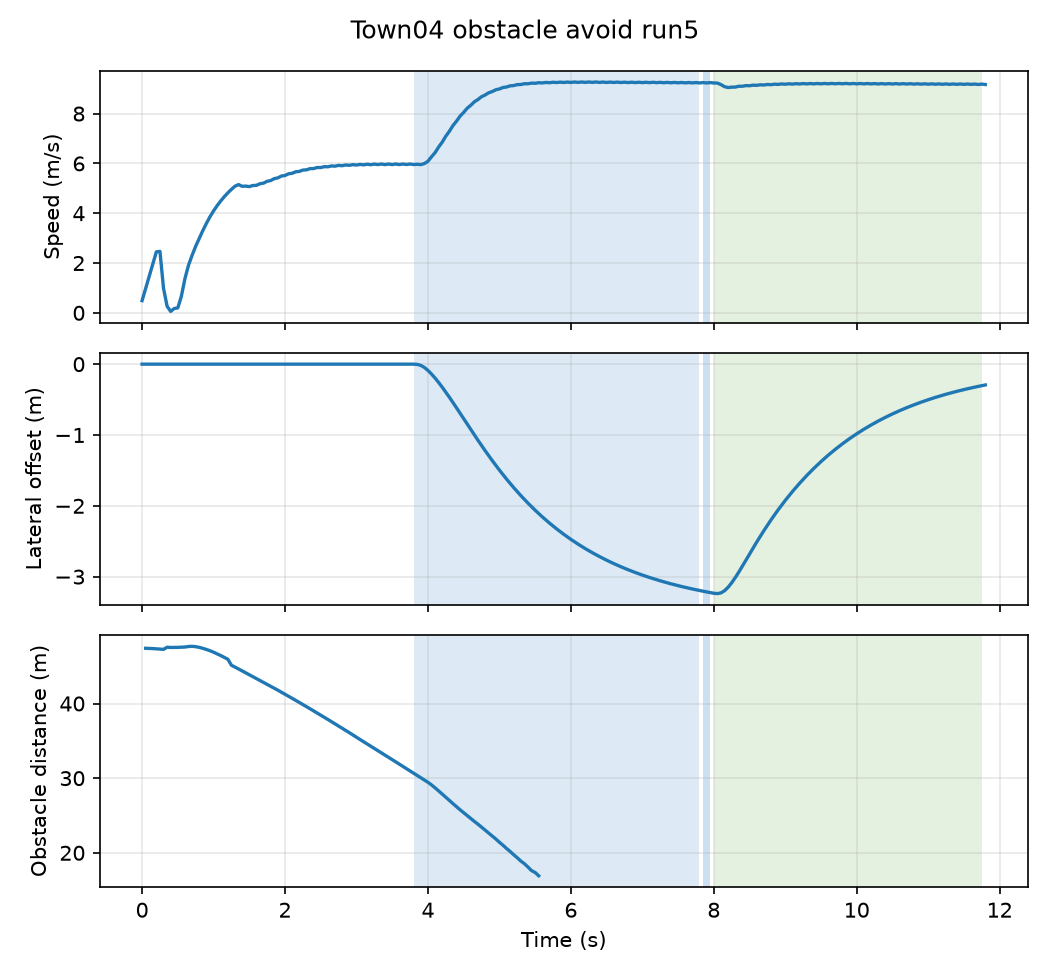 Town04 obstacle avoid run5
Speed (m/s)
8
6
4
2
0
Lateral offset (m)
0
−1
−2
−3
Obstacle distance (m)
40
30
20
0 2 4 6 8 10 12
Time (s)